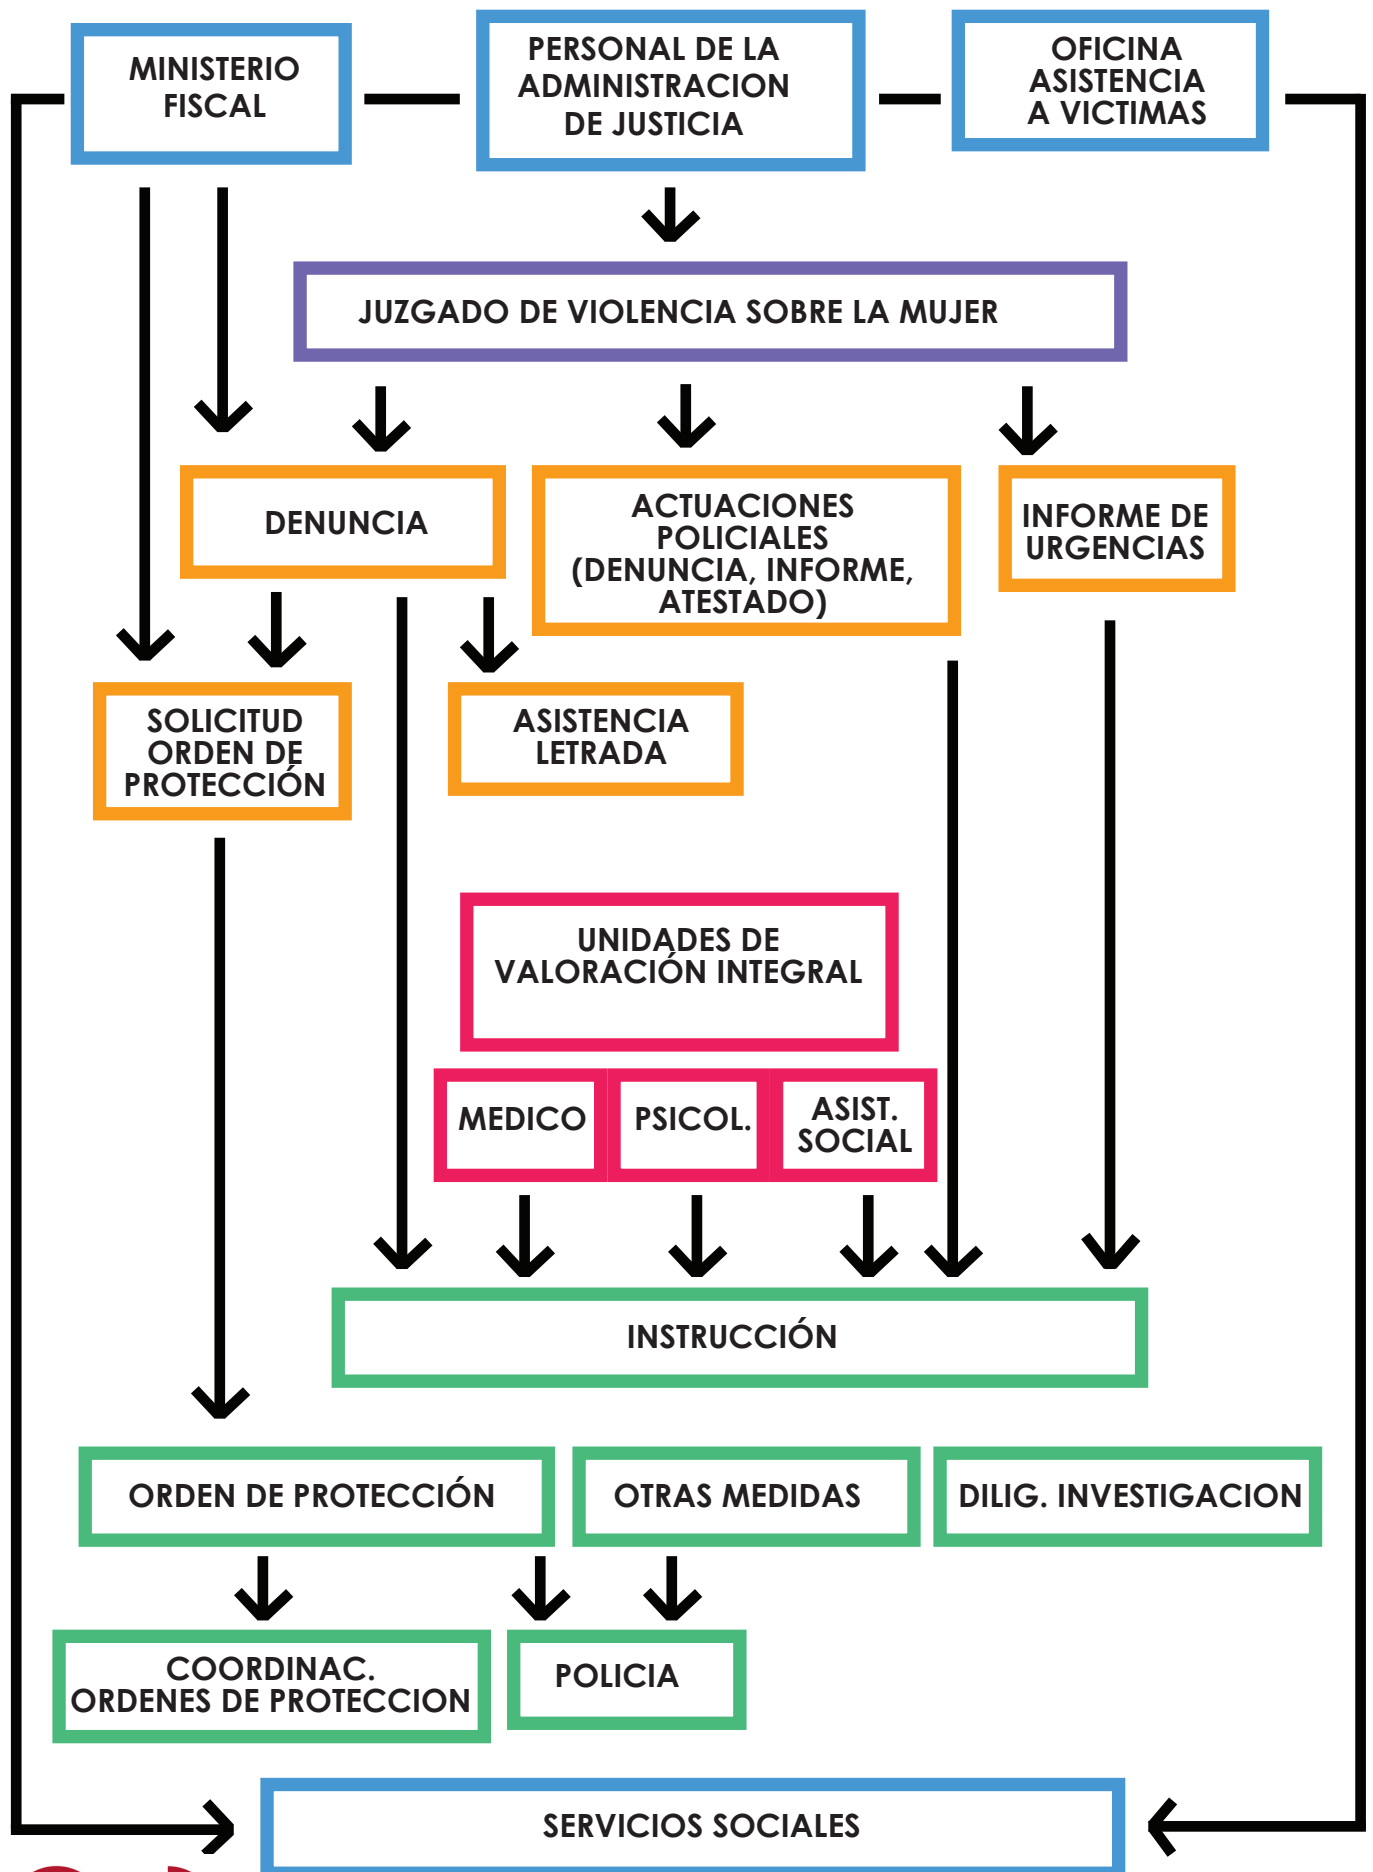 MINISTERIO
FISCAL
PERSONAL DE LA
ADMINISTRACION
DE JUSTICIA
OFICINA
ASISTENCIA
A VICTIMAS
JUZGADO DE VIOLENCIA SOBRE LA MUJER
DENUNCIA
ACTUACIONES
POLICIALES
(DENUNCIA, INFORME,
ATESTADO)
INFORME DE
URGENCIAS
SOLICITUD
ORDEN DE
PROTECCIÓN
ASISTENCIA
LETRADA
UNIDADES DE
VALORACIÓN INTEGRAL
MEDICO
PSICOL.
ASIST.
SOCIAL
INSTRUCCIÓN
ORDEN DE PROTECCIÓN
OTRAS MEDIDAS
DILIG. INVESTIGACION
COORDINAC.
ORDENES DE PROTECCION
POLICIA
SERVICIOS SOCIALES